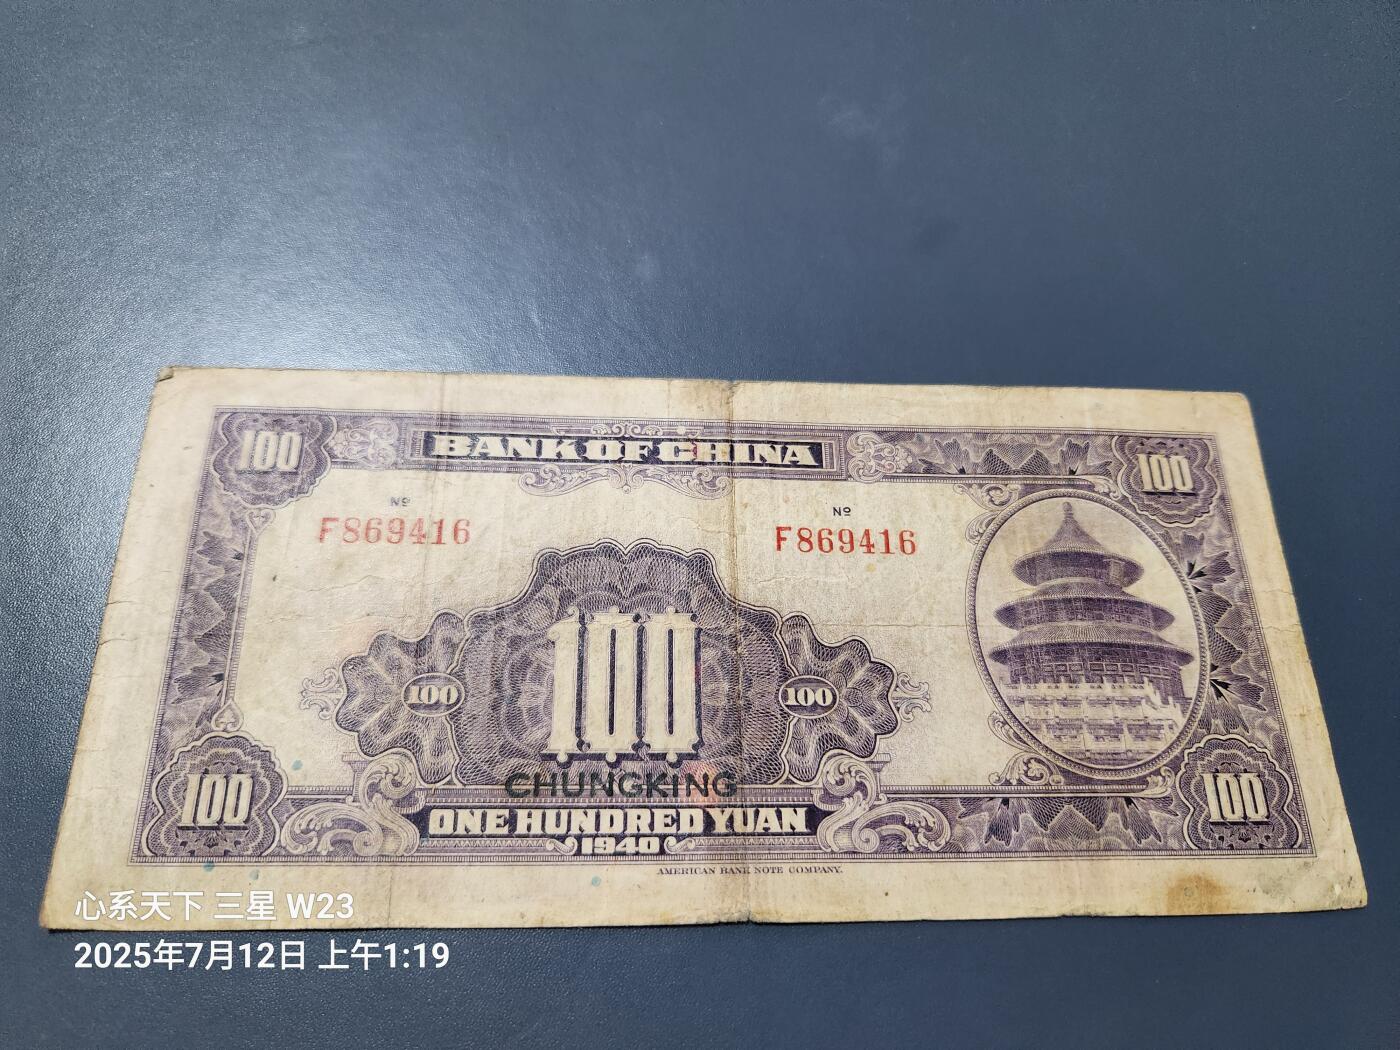 100
BANK OF CHINA
100
Nº
Nº
F869416
F869416
100
100
100
CHUNGKING
100
ONE HUNDRED YUAN
100
1940
AMERICAN BANK NOTE COMPANY.
心系天下 三星 W23
2025年7月12日 上午1:19